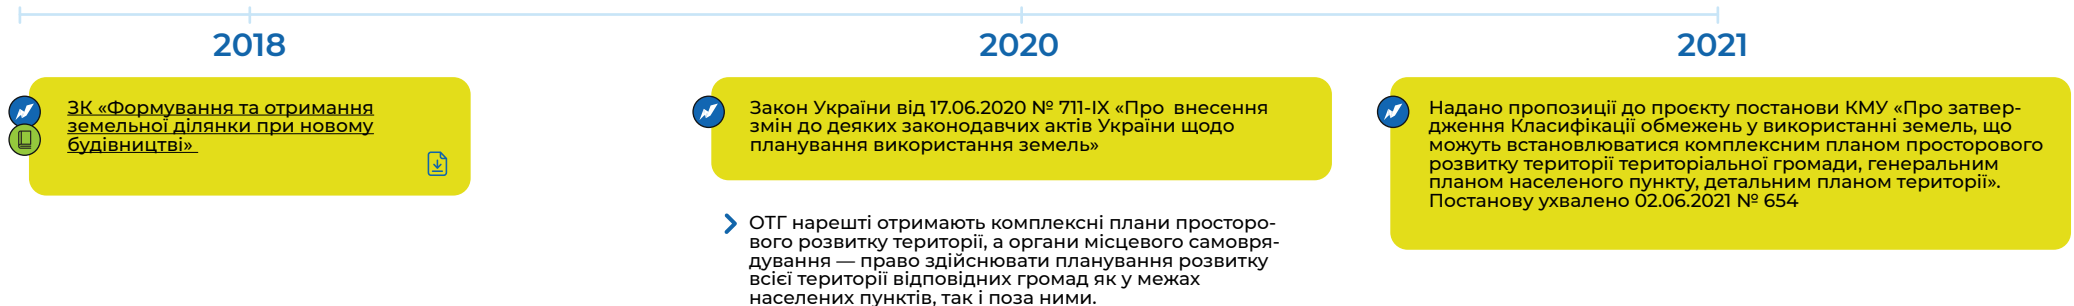 2018
2020
2021
ЗК «Формування та отримання
земельної ділянки при новому
будівництві»
Закон України від 17.06.2020 № 711-IX «Про внесення
змін до деяких законодавчих актів України щодо
планування використання земель»
ОТГ нарешті отримають комплексні плани просторо-
вого розвитку території, а органи місцевого самовря-
дування — право здійснювати планування розвитку
всієї території відповідних громад як у межах
населених пунктів, так і поза ними.
Надано пропозиції до проєкту постанови КМУ «Про затвер-
дження Класифікації обмежень у використанні земель, що
можуть встановлюватися комплексним планом просторового
розвитку території територіальної громади, генеральним
планом населеного пункту, детальним планом території».
Постанову ухвалено 02.06.2021 № 654